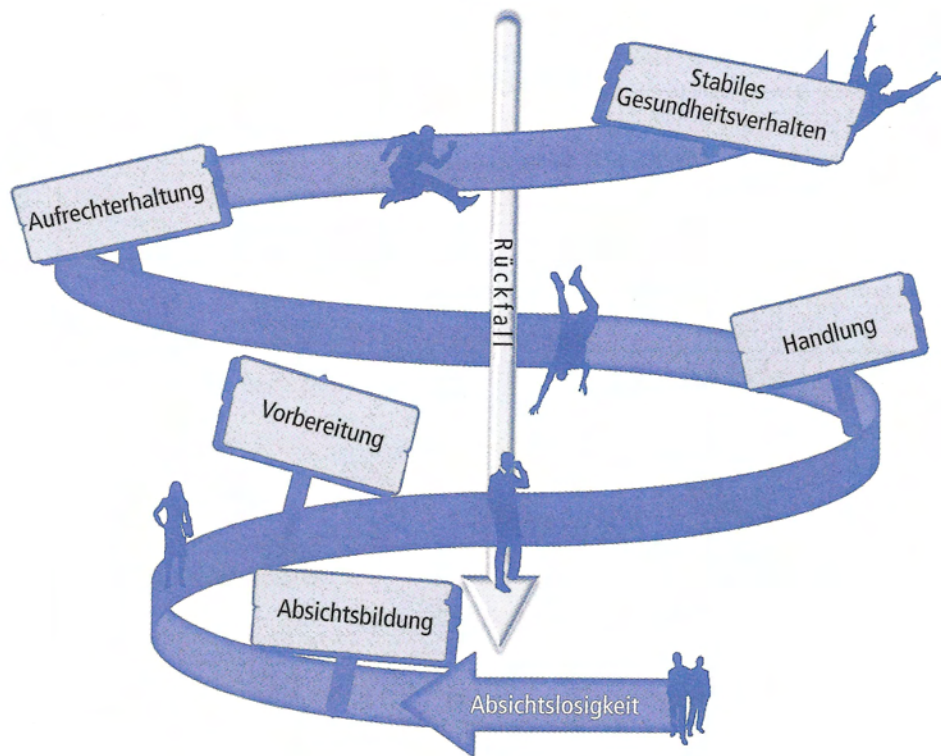 Stabiles
Gesundheitsverhalten
Aufrechterhaltung
Rückfall
Handlung
Vorbereitung
Absichtsbildung
Absichtslosigkeit